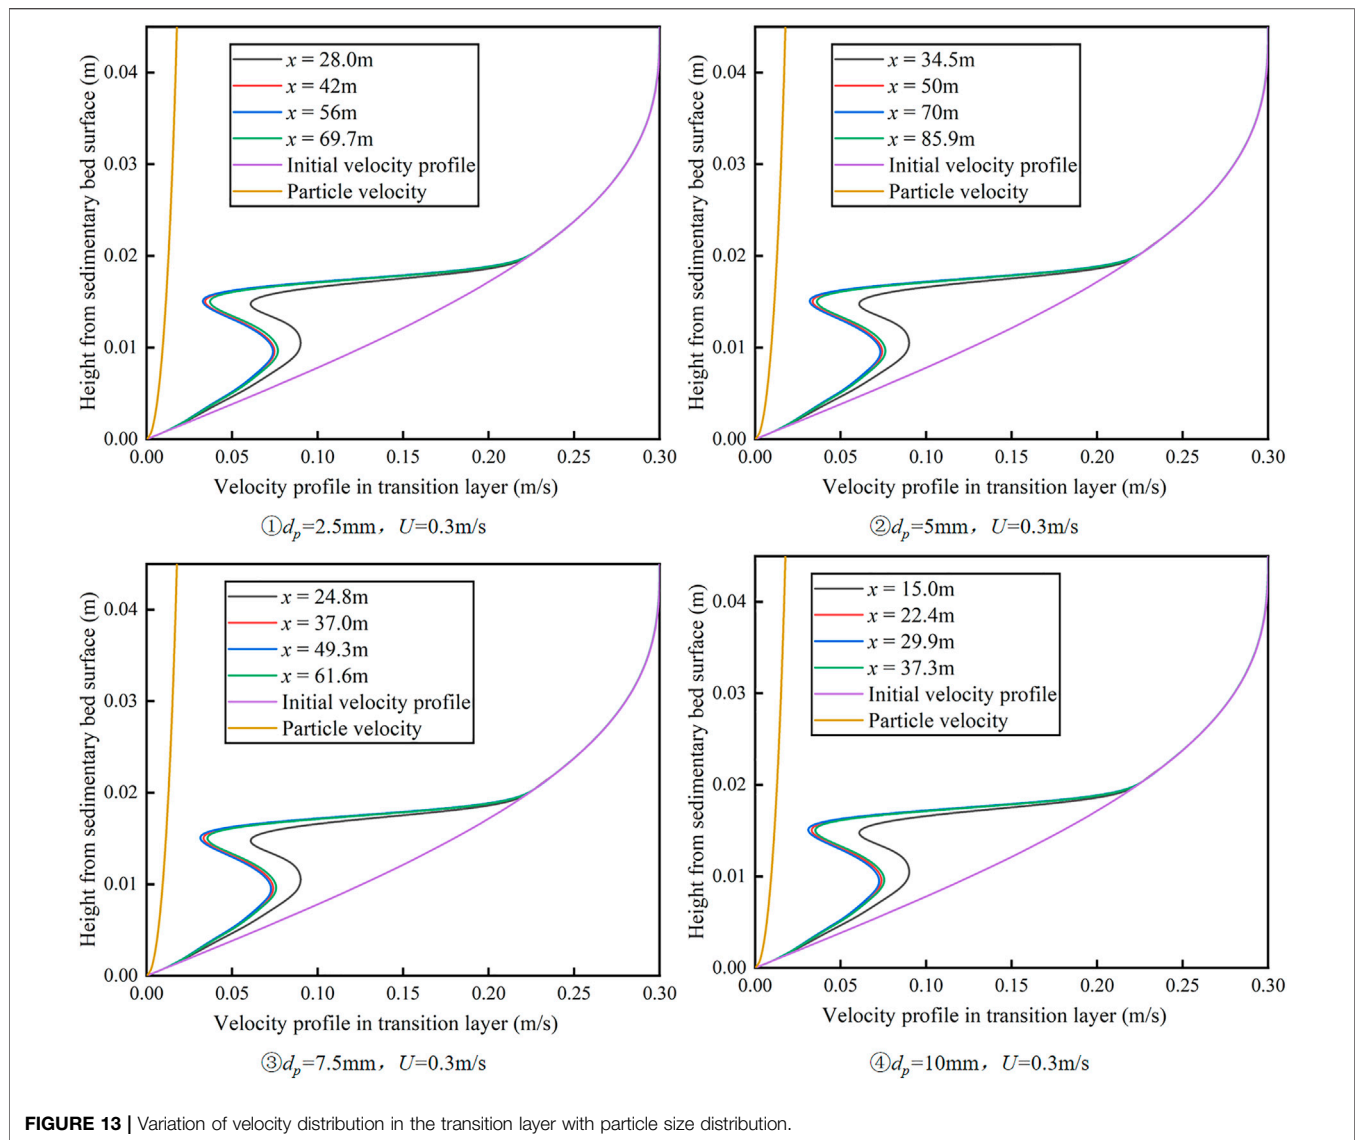 Height from sedimentary bed surface (m)
0.04
0.03
0.02
0.01
0.00
x = 28.0m
x = 42m
x = 56m
x = 69.7m
Initial velocity profile
Particle velocity
0.00 0.05 0.10 0.15 0.20 0.25 0.30
Velocity profile in transition layer (m/s)
①dp=2.5mm，U=0.3m/s
Height from sedimentary bed surface (m)
0.04
0.03
0.02
0.01
0.00
x = 34.5m
x = 50m
x = 70m
x = 85.9m
Initial velocity profile
Particle velocity
0.00 0.05 0.10 0.15 0.20 0.25 0.30
Velocity profile in transition layer (m/s)
②dp=5mm，U=0.3m/s
Height from sedimentary bed surface (m)
0.04
0.03
0.02
0.01
0.00
x = 24.8m
x = 37.0m
x = 49.3m
x = 61.6m
Initial velocity profile
Particle velocity
0.00 0.05 0.10 0.15 0.20 0.25 0.30
Velocity profile in transition layer (m/s)
③dp=7.5mm，U=0.3m/s
Height from sedimentary bed surface (m)
0.04
0.03
0.02
0.01
0.00
x = 15.0m
x = 22.4m
x = 29.9m
x = 37.3m
Initial velocity profile
Particle velocity
0.00 0.05 0.10 0.15 0.20 0.25 0.30
Velocity profile in transition layer (m/s)
④dp=10mm，U=0.3m/s
FIGURE 13 | Variation of velocity distribution in the transition layer with particle size distribution.